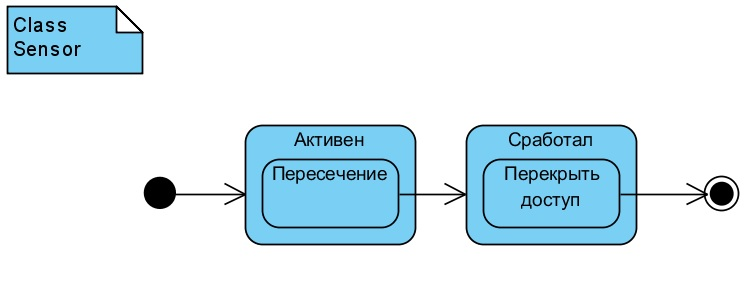 Class
Sensor
Активен
Пересечение
Сработал
Перекрыть
доступ